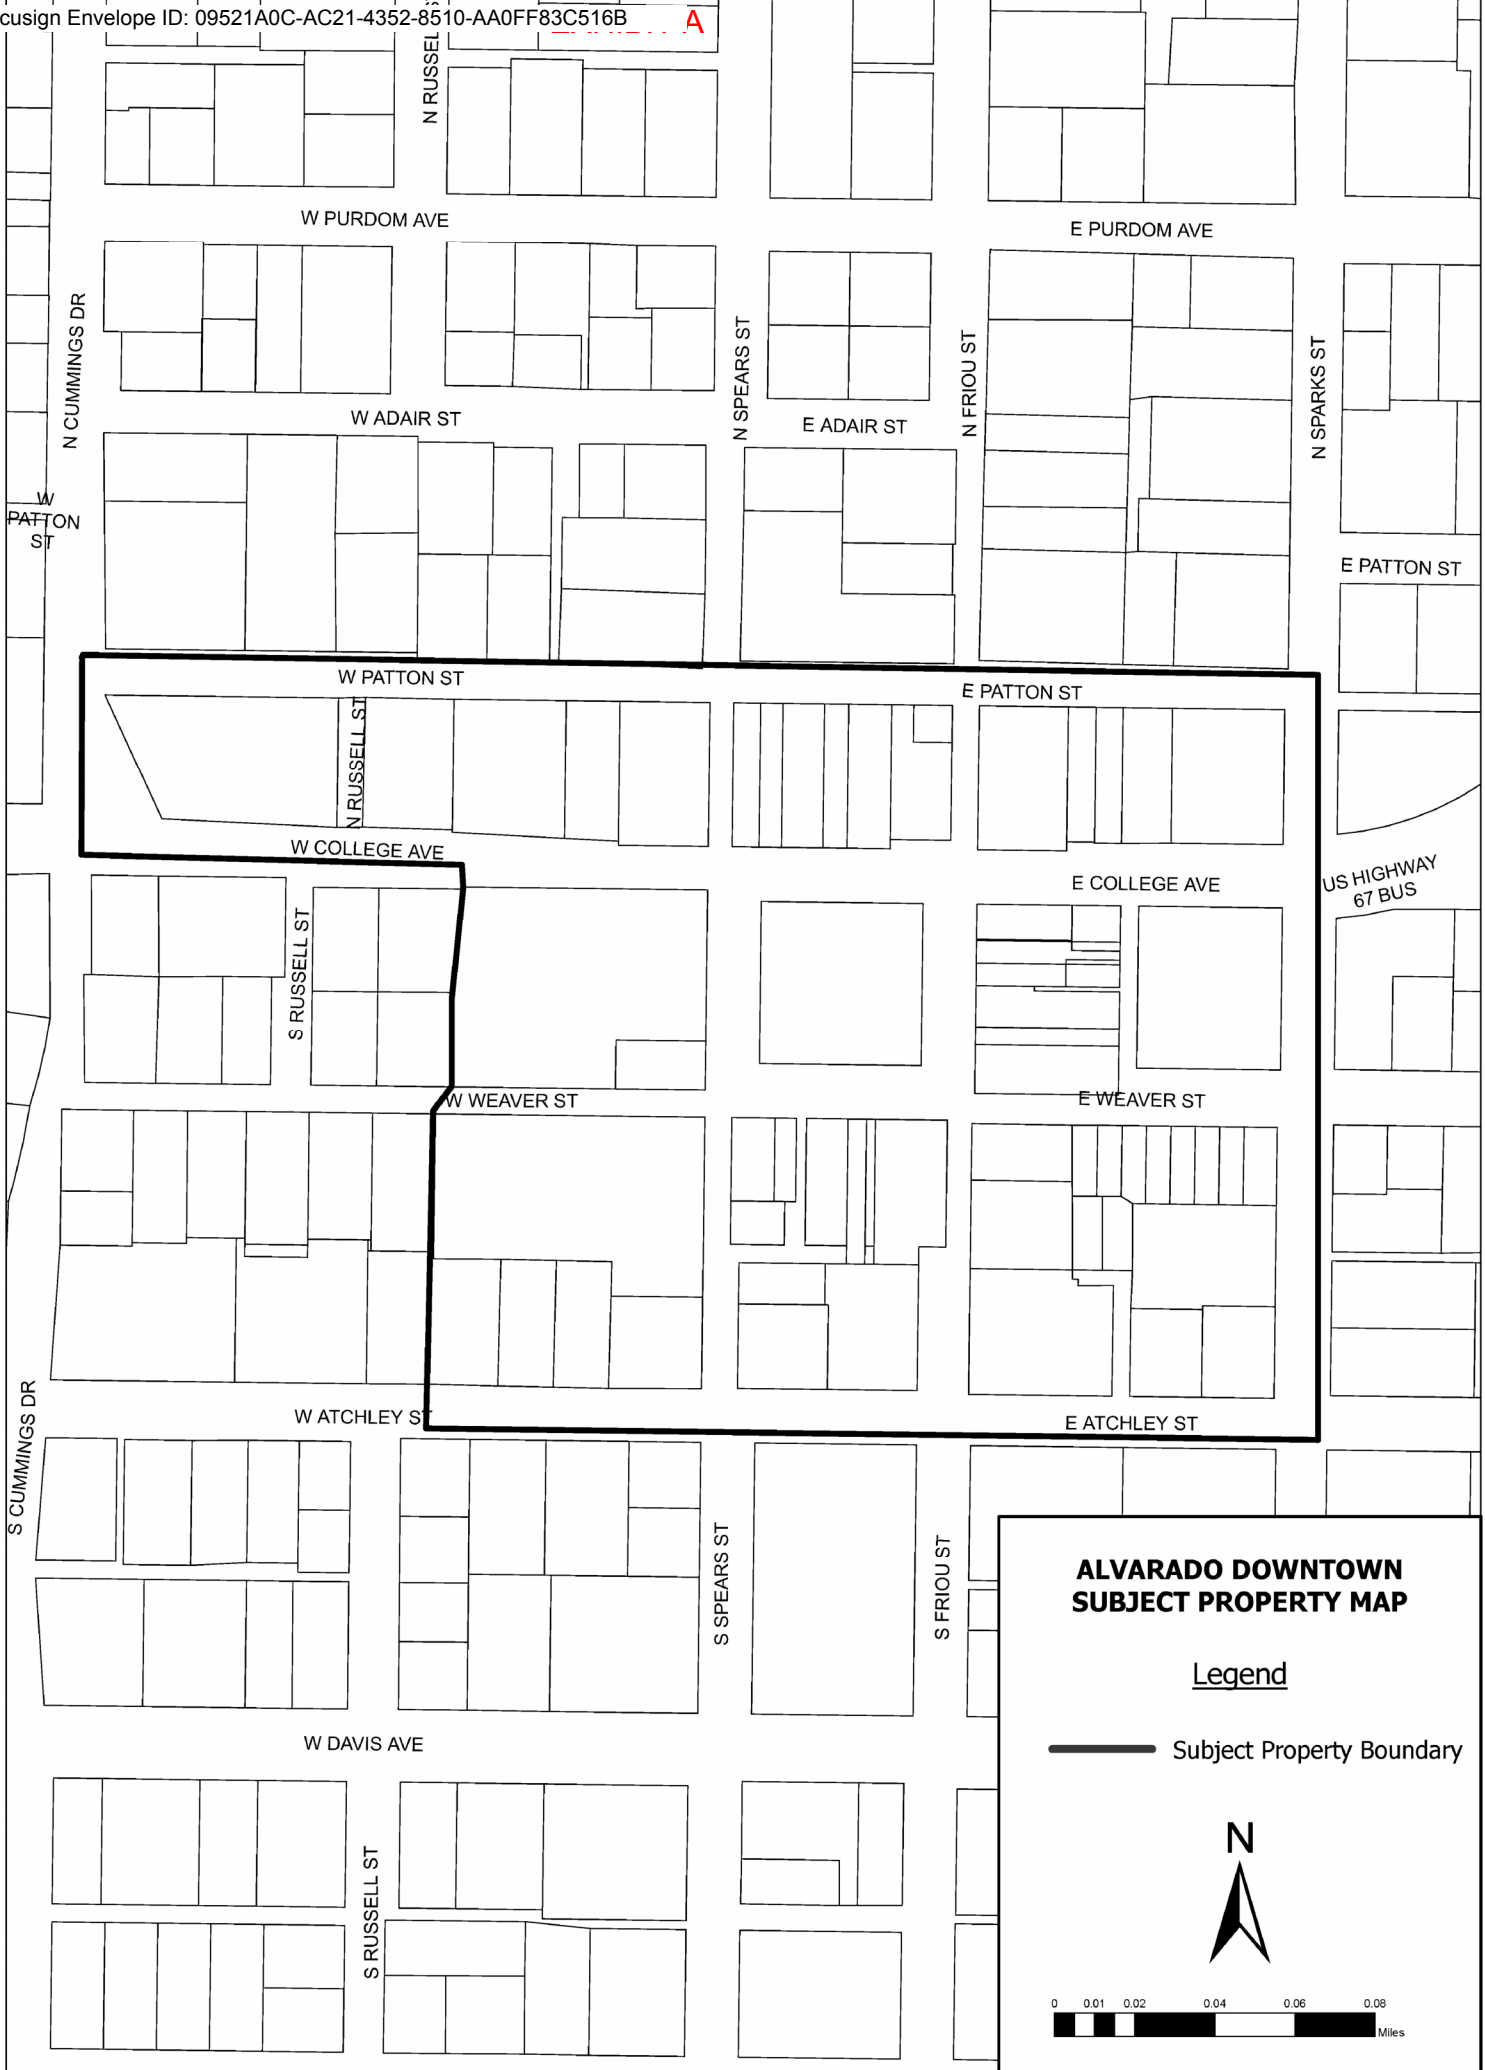 cusign Envelope ID: 09521A0C-AC21-4352-8510-AA0FF83C516B
A
N RUSSEL
W PURDOM AVE
E PURDOM AVE
N CUMMINGS DR
N SPEARS ST
N FRIOU ST
N SPARKS ST
W ADAIR ST
E ADAIR ST
W
PATTON
ST
E PATTON ST
W PATTON ST
E PATTON ST
N RUSSELL ST
W COLLEGE AVE
E COLLEGE AVE
US HIGHWAY
67 BUS
S RUSSELL ST
W WEAVER ST
E WEAVER ST
S CUMMINGS DR
W ATCHLEY ST
E ATCHLEY ST
S SPEARS ST
S FRIOU ST
W DAVIS AVE
S RUSSELL ST
ALVARADO DOWNTOWN
SUBJECT PROPERTY MAP
Legend
Subject Property Boundary
N
0 0.01 0.02 0.04 0.06 0.08
Miles